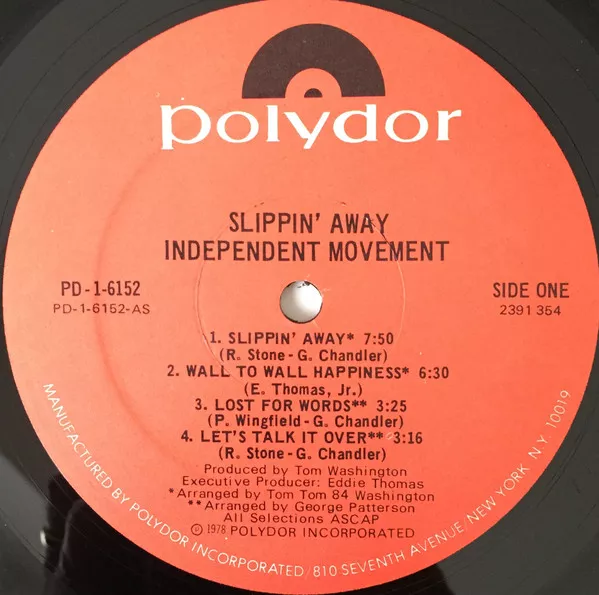 polydor
SLIPPIN' AWAY
INDEPENDENT MOVEMENT
PD-1-6152
PD-1-6152-AS
SIDE ONE
2391 354
1. SLIPPIN' AWAY* 7:50
(R. Stone-G. Chandler)
2. WALL TO WALL HAPPINESS* 6:30
(E. Thomas, Jr.)
3. LOST FOR WORDS** 3:25
(P. Wingfield-G. Chandler)
4. LET'S TALK IT OVER** 3:16
(R. Stone-G. Chandler)
Produced by Tom Washington
Executive Producer: Eddie Thomas
*Arranged by Tom Tom 84 Washington
**Arranged by George Patterson
All Selections ASCAP
℗ 1978 POLYDOR INCORPORATED
MANUFACTURED BY POLYDOR INCORPORATED/810 SEVENTH AVENUE/NEW YORK, N.Y. 10019